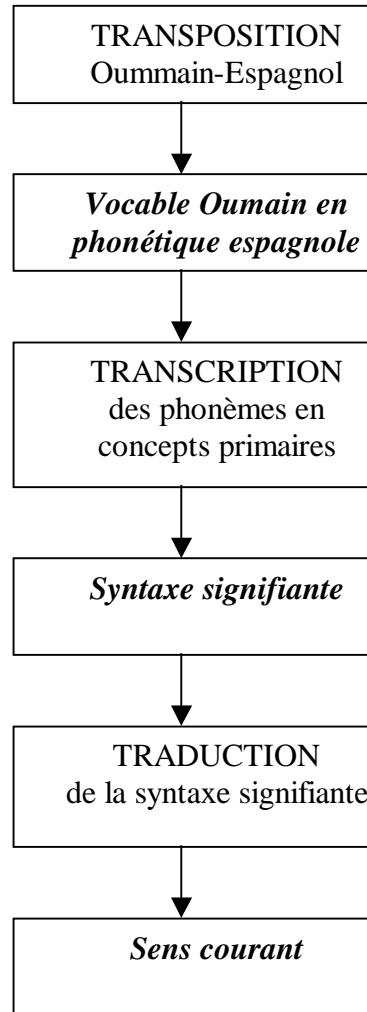 TRANSPOSITION
Oummain-Espagnol
Vocable Oumain en
phonétique espagnole
TRANSCRIPTION
des phonèmes en
concepts primaires
Syntaxe signifiante
TRADUCTION
de la syntaxe signifiante
Sens courant